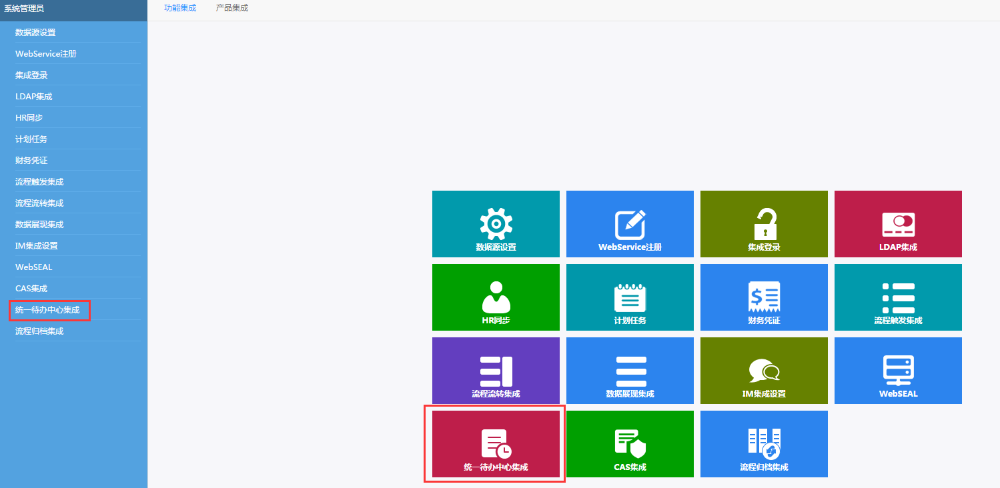 系统管理员
功能集成
产品集成
数据源设置
WebService注册
集成登录
LDAP集成
HR同步
计划任务
财务凭证
流程触发集成
流程流转集成
数据展现集成
IM集成设置
WebSEAL
CAS集成
统一待办中心集成
流程归档集成
数据源设置
WebService注册
集成登录
LDAP集成
HR同步
计划任务
财务凭证
流程触发集成
流程流转集成
数据展现集成
IM集成设置
WebSEAL
统一待办中心集成
CAS集成
流程归档集成